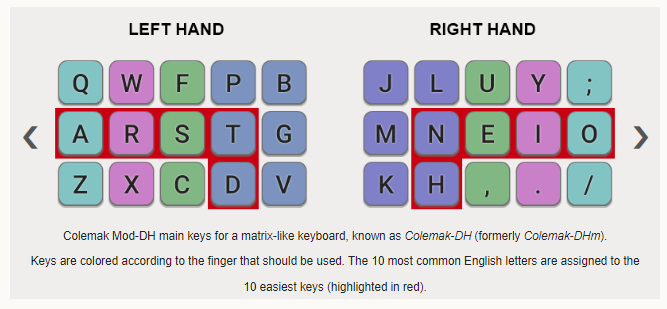 LEFT HAND RIGHT HAND
Q W F P B J L U Y ;
A R S T G M N E I O
Z X C D V K H , . /
Colemak Mod-DH main keys for a matrix-like keyboard, known as Colemak-DH (formerly Colemak-DHm).
Keys are colored according to the finger that should be used. The 10 most common English letters are assigned to the
10 easiest keys (highlighted in red).